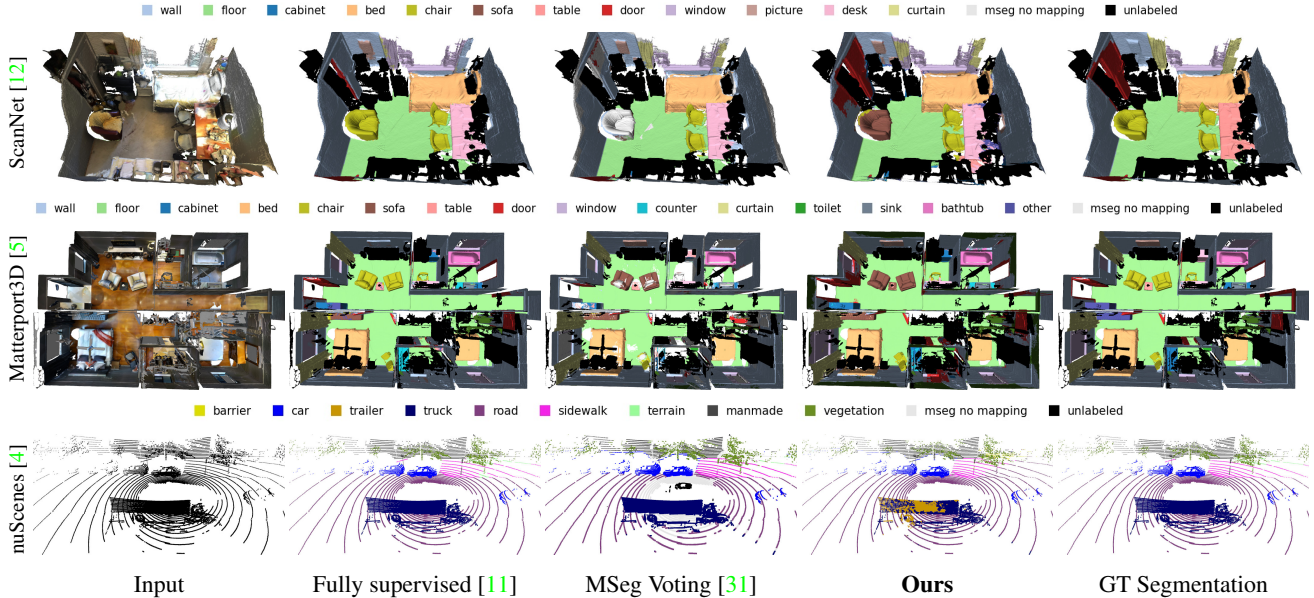 wall floor cabinet bed chair sofa table door window picture desk curtain mseg no mapping unlabeled
ScanNet [12]
wall floor cabinet bed chair sofa table door window counter curtain toilet sink bathtub other mseg no mapping unlabeled
Matterport3D [5]
barrier car trailer truck road sidewalk terrain manmade vegetation mseg no mapping unlabeled
nuScenes [4]
Input Fully supervised [11] MSeg Voting [31] Ours GT Segmentation